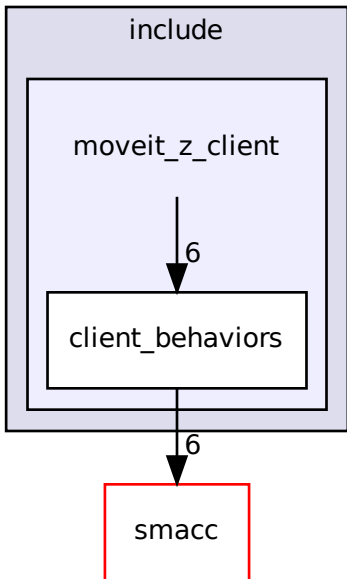 include
moveit_z_client
6
client_behaviors
6
smacc